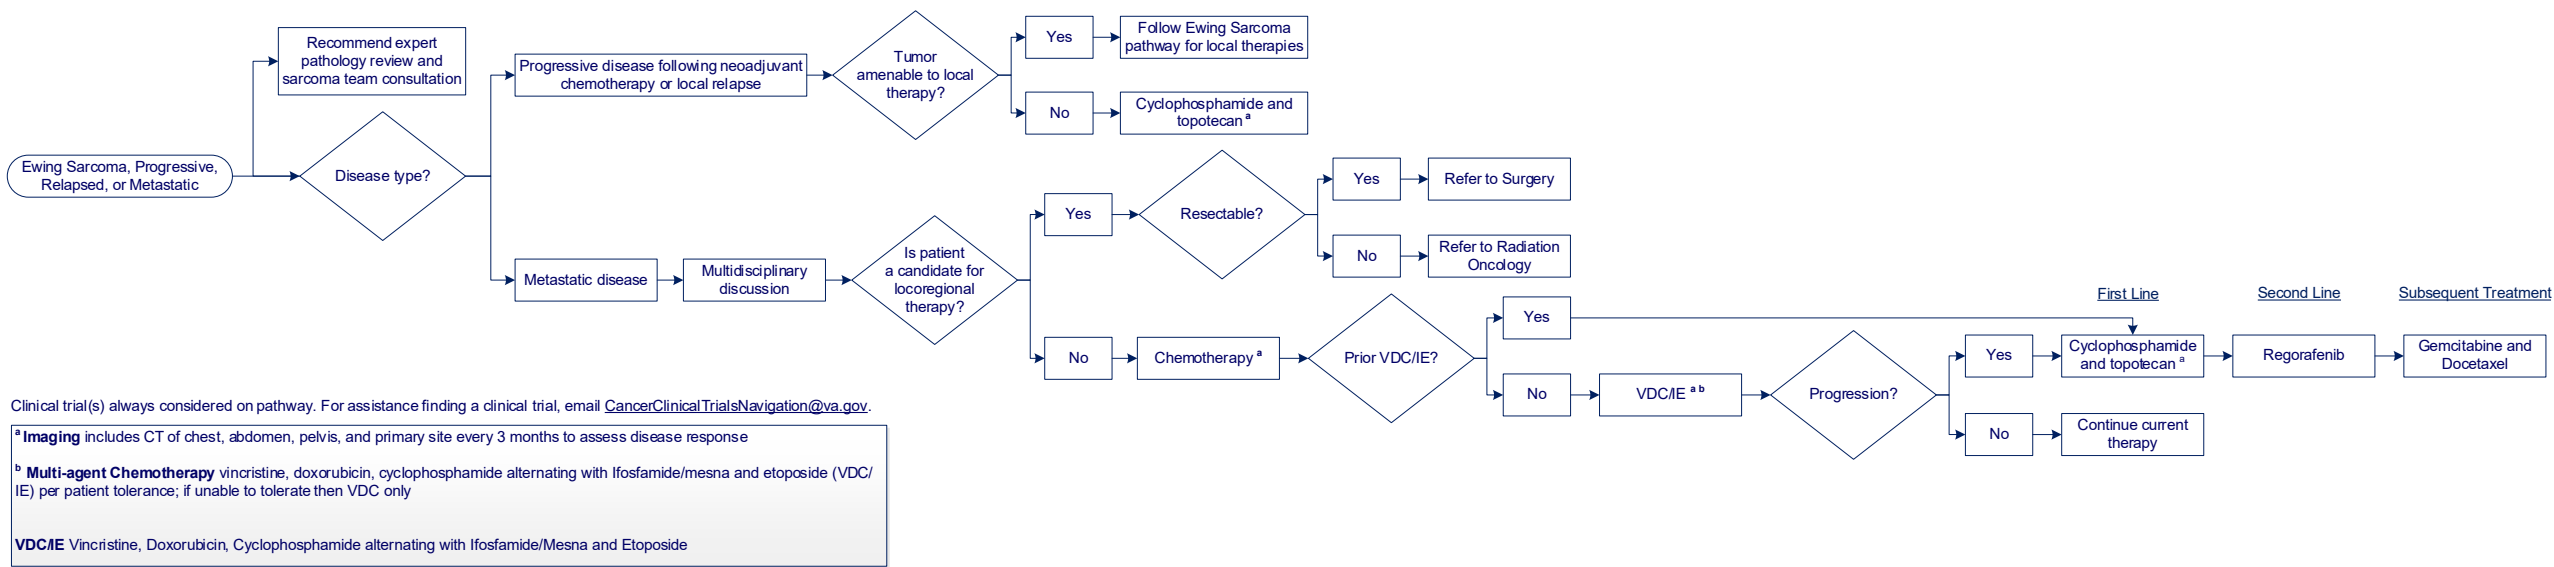 Ewing Sarcoma, Progressive,
Relapsed, or Metastatic
Recommend expert
pathology review and
sarcoma team consultation
Disease type?
Progressive disease following neoadjuvant
chemotherapy or local relapse
Tumor
amenable to local
therapy?
Yes
Follow Ewing Sarcoma
pathway for local therapies
No
Cyclophosphamide and
topotecan a
Metastatic disease
Multidisciplinary
discussion
Is patient
a candidate for
locoregional
therapy?
Yes
Resectable?
Yes
Refer to Surgery
No
Refer to Radiation
Oncology
No
Chemotherapy a
Prior VDC/IE?
Yes
No
VDC/IE a b
Progression?
First Line
Second Line
Subsequent Treatment
Yes
Cyclophosphamide
and topotecan a
Regorafenib
Gemcitabine and
Docetaxel
No
Continue current
therapy
Clinical trial(s) always considered on pathway. For assistance finding a clinical trial, email CancerClinicalTrialsNavigation@va.gov.
a Imaging includes CT of chest, abdomen, pelvis, and primary site every 3 months to assess disease response
b Multi-agent Chemotherapy vincristine, doxorubicin, cyclophosphamide alternating with Ifosfamide/mesna and etoposide (VDC/
IE) per patient tolerance; if unable to tolerate then VDC only
VDC/IE Vincristine, Doxorubicin, Cyclophosphamide alternating with Ifosfamide/Mesna and Etoposide